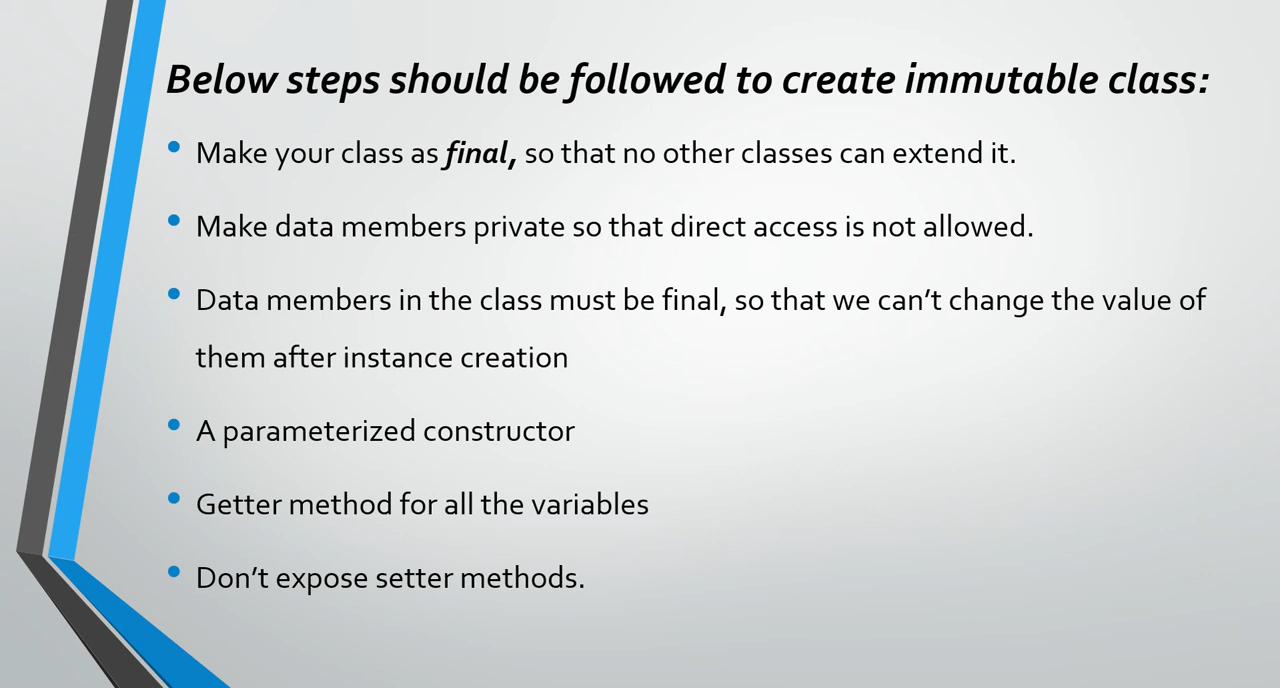 Below steps should be followed to create immutable class:
• Make your class as final, so that no other classes can extend it.
• Make data members private so that direct access is not allowed.
• Data members in the class must be final, so that we can’t change the value of
them after instance creation
• A parameterized constructor
• Getter method for all the variables
• Don’t expose setter methods.